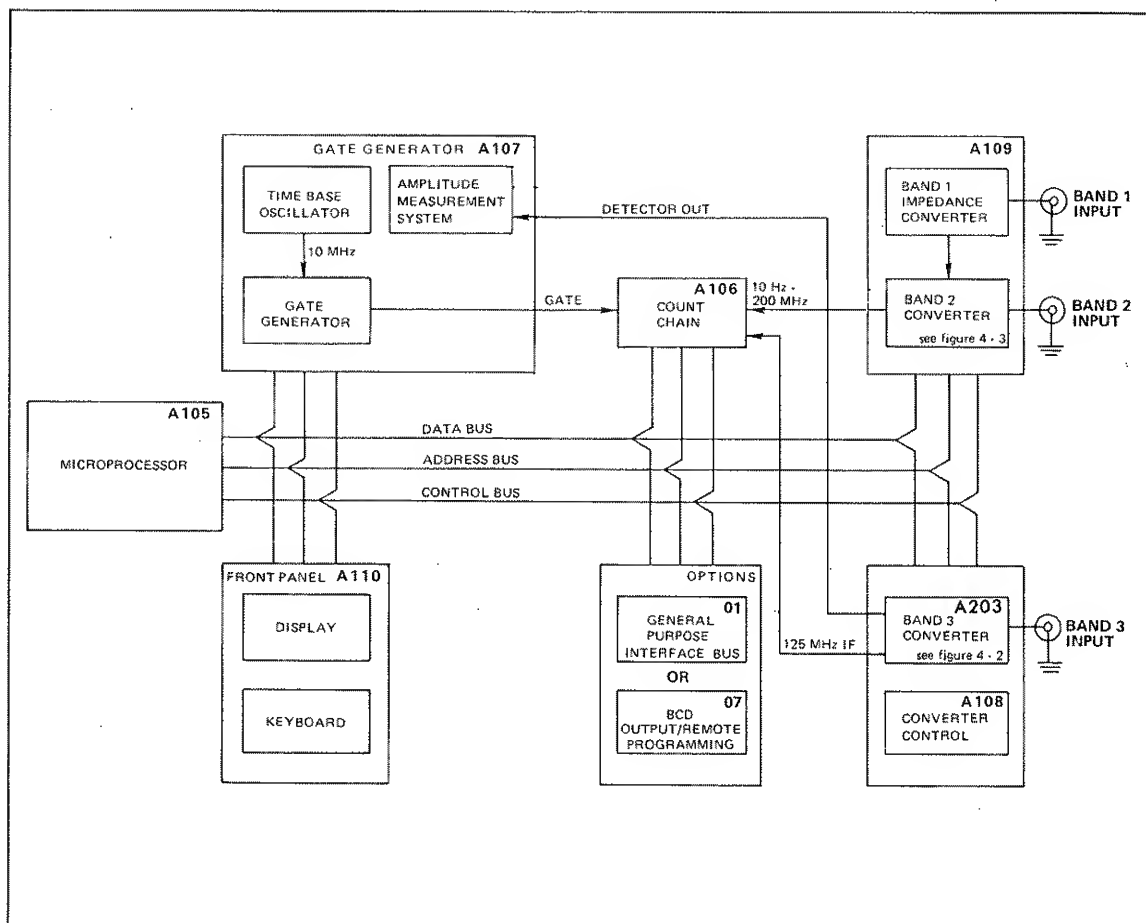 GATE GENERATOR A107
TIME BASE
OSCILLATOR
AMPLITUDE
MEASUREMENT
SYSTEM
10 MHz
GATE
GENERATOR
DETECTOR OUT
GATE
A106
COUNT
CHAIN
10 Hz -
200 MHz
A109
BAND 1
IMPEDANCE
CONVERTER
BAND 1
INPUT
BAND 2
CONVERTER
see figure 4 - 3
BAND 2
INPUT
A105
MICROPROCESSOR
DATA BUS
ADDRESS BUS
CONTROL BUS
FRONT PANEL A110
DISPLAY
KEYBOARD
OPTIONS
01
GENERAL
PURPOSE
INTERFACE BUS
OR
07
BCD
OUTPUT/REMOTE
PROGRAMMING
125 MHz IF
A203
BAND 3
CONVERTER
see figure 4 - 2
BAND 3
INPUT
A108
CONVERTER
CONTROL